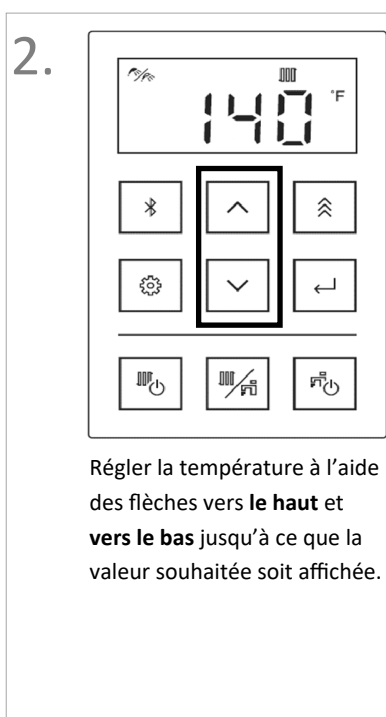 2.
140 °F
Régler la température à l’aide
des flèches vers le haut et
vers le bas jusqu’à ce que la
valeur souhaitée soit affichée.